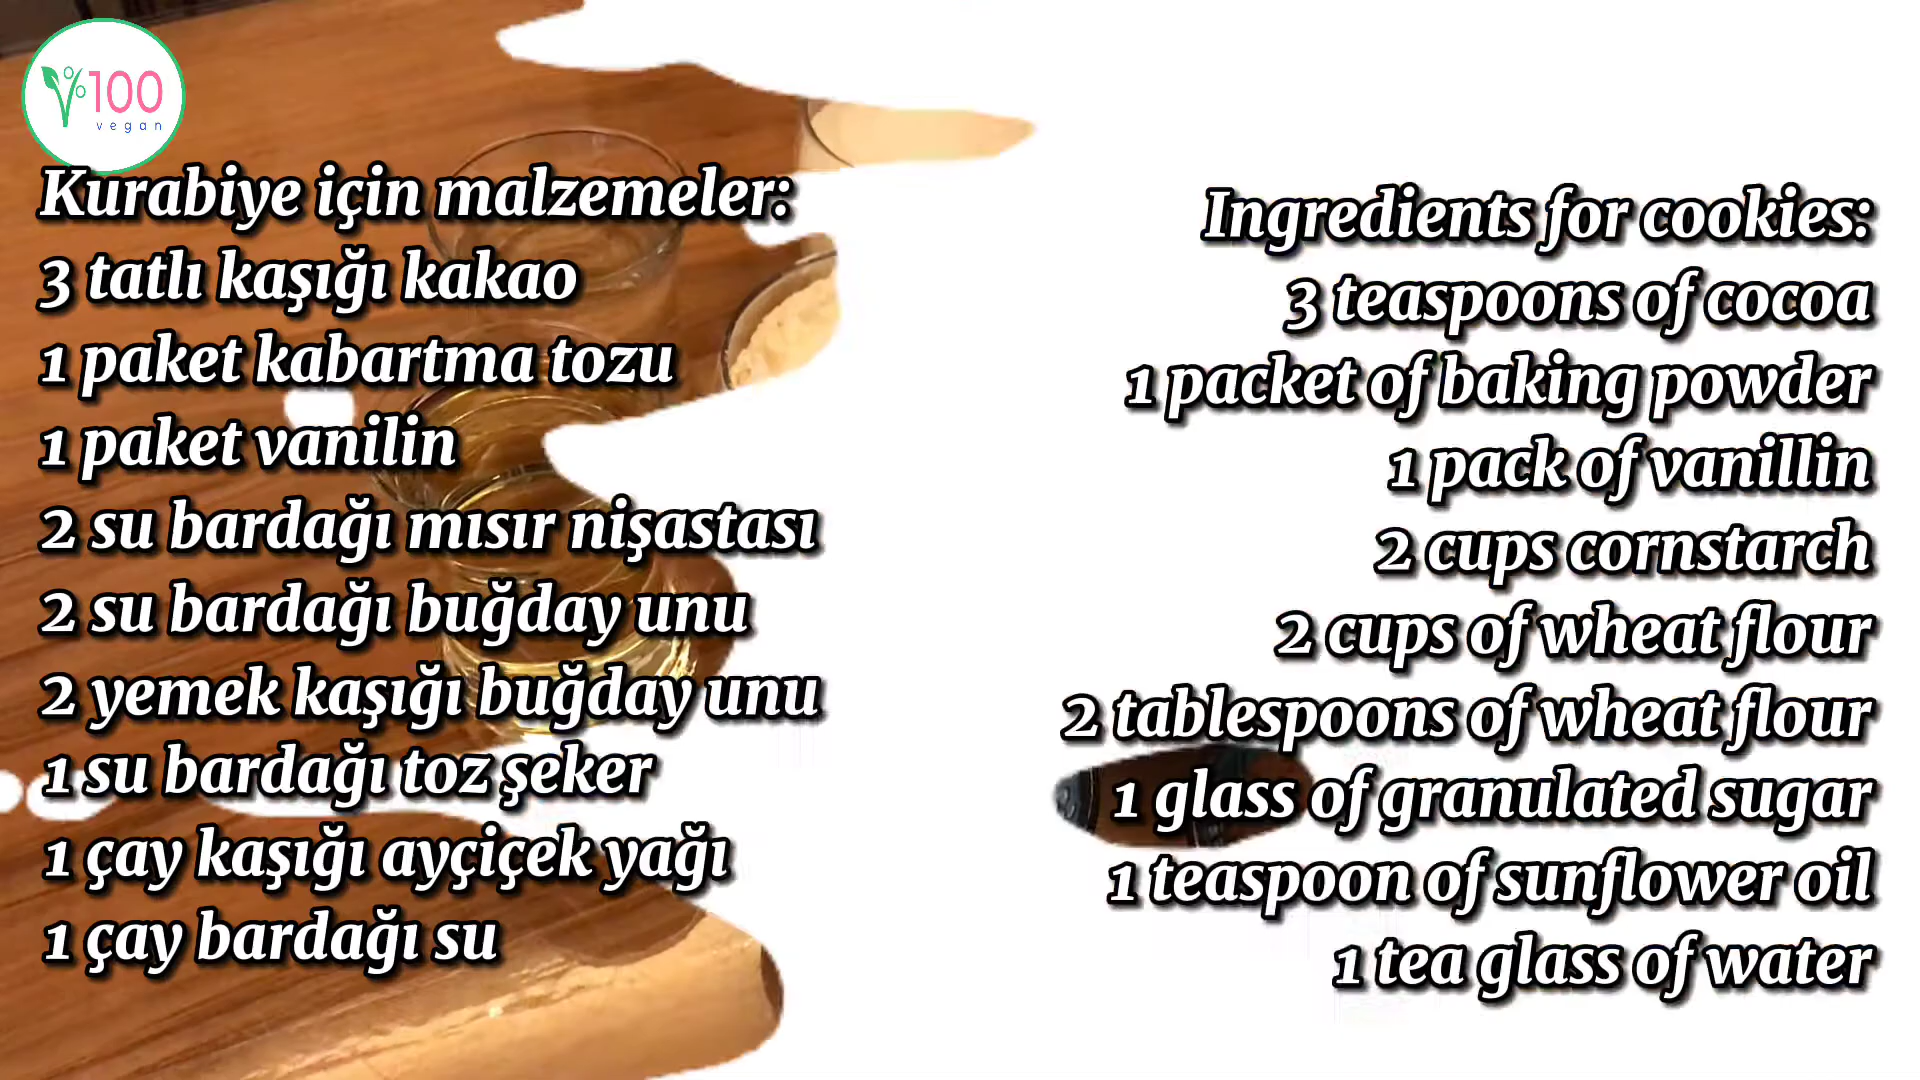 %100
vegan
Kurabiye için malzemeler:
3 tatlı kaşığı kakao
1 paket kabartma tozu
1 paket vanilin
2 su bardağı mısır nişastası
2 su bardağı buğday unu
2 yemek kaşığı buğday unu
1 su bardağı toz şeker
1 çay kaşığı ayçiçek yağı
1 çay bardağı su
Ingredients for cookies:
3 teaspoons of cocoa
1 packet of baking powder
1 pack of vanillin
2 cups cornstarch
2 cups of wheat flour
2 tablespoons of wheat flour
1 glass of granulated sugar
1 teaspoon of sunflower oil
1 tea glass of water